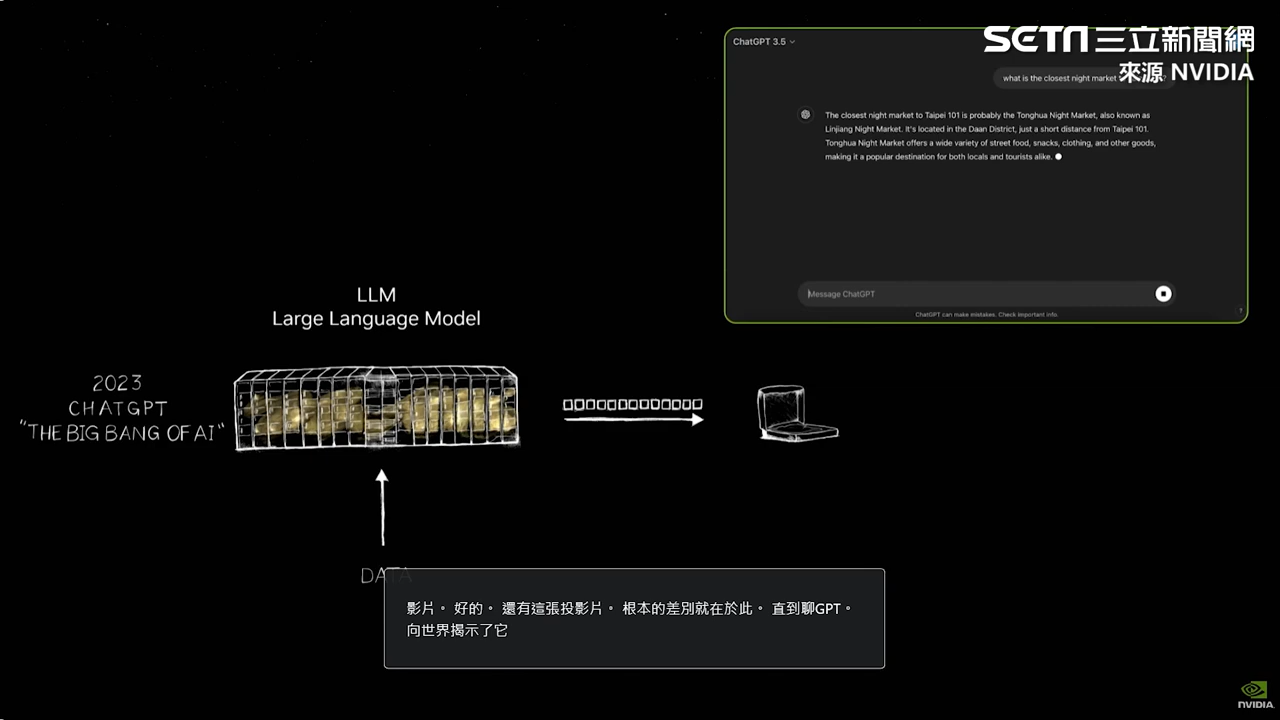 SETN 三立新聞網
來源 NVIDIA
ChatGPT 3.5
what is the closest night market
The closest night market to Taipei 101 is probably the Tonghua Night Market, also known as
Linjiang Night Market. It's located in the Daan District, just a short distance from Taipei 101.
Tonghua Night Market offers a wide variety of street food, snacks, clothing, and other goods,
making it a popular destination for both locals and tourists alike.
Message ChatGPT
ChatGPT can make mistakes. Check important info.
?
LLM
Large Language Model
2023
CHATGPT
"THE BIG BANG OF AI"
DATA
影片。 好的。 還有這張投影片。 根本的差別就在於此。 直到聊GPT。
向世界揭示了它
NVIDIA